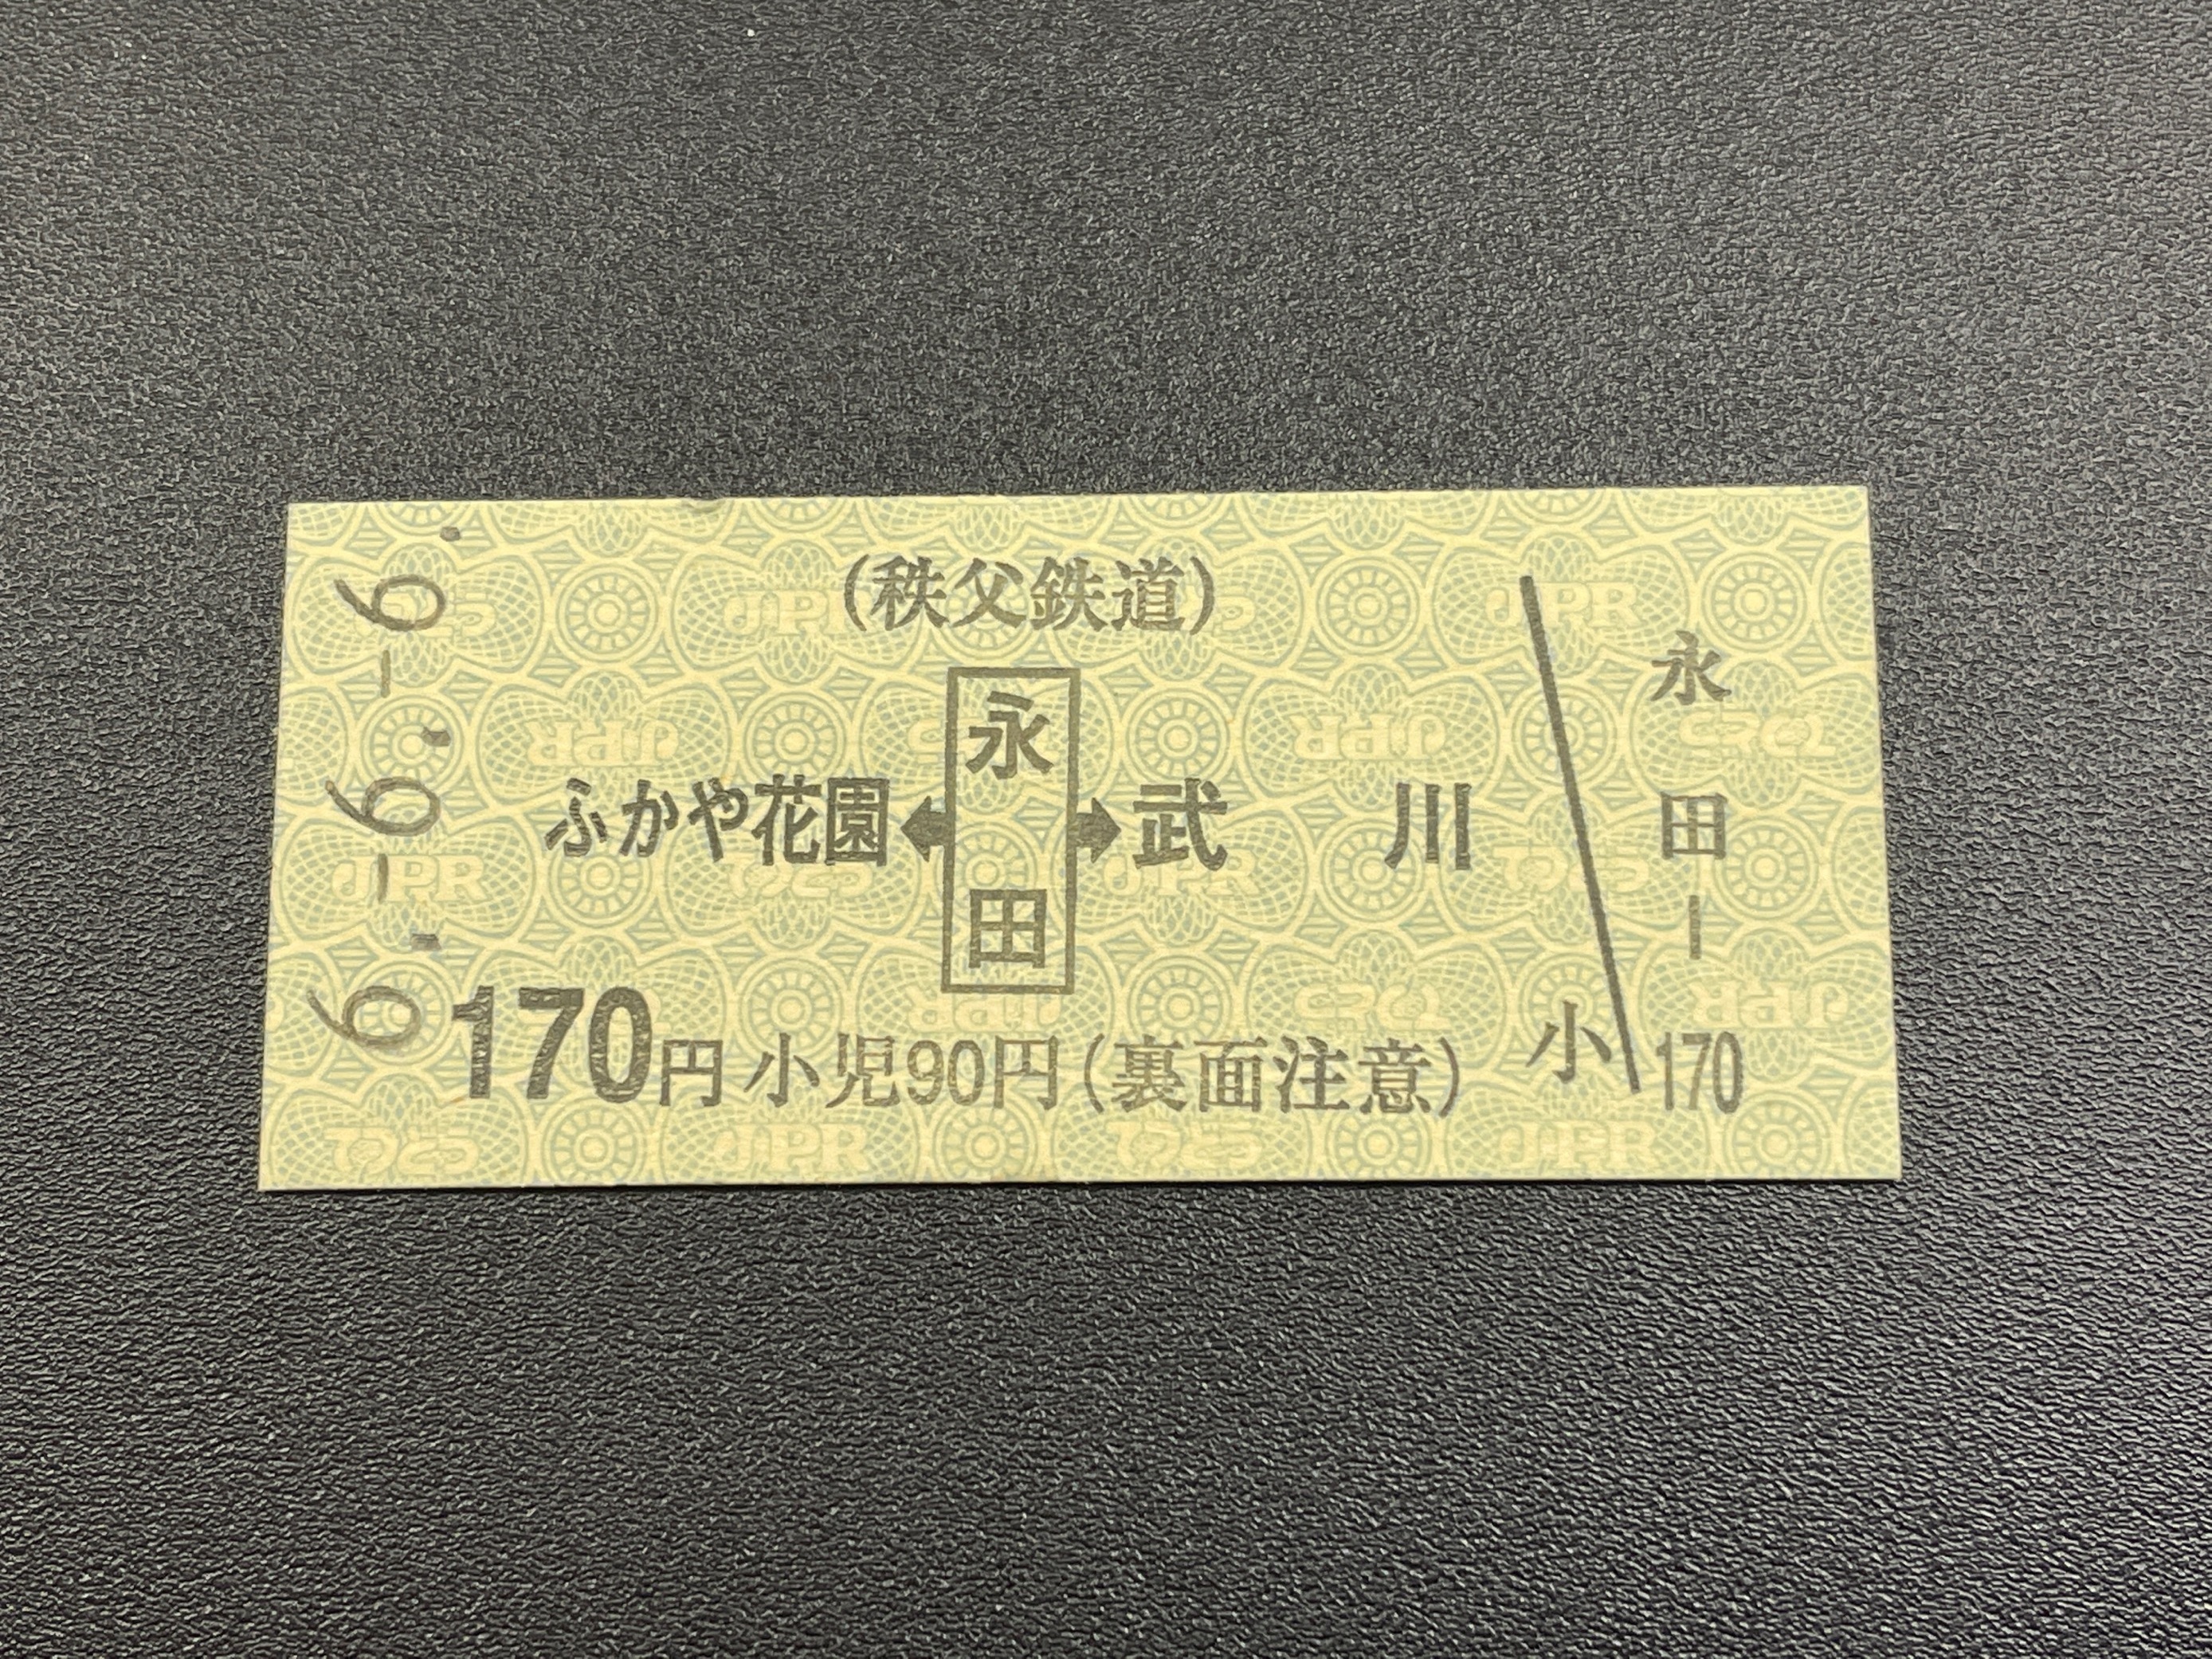 (秩父鉄道)
6.-6.-6.
ふかや花園←永田→武川
170円 小児90円(裏面注意)
小
永田-170